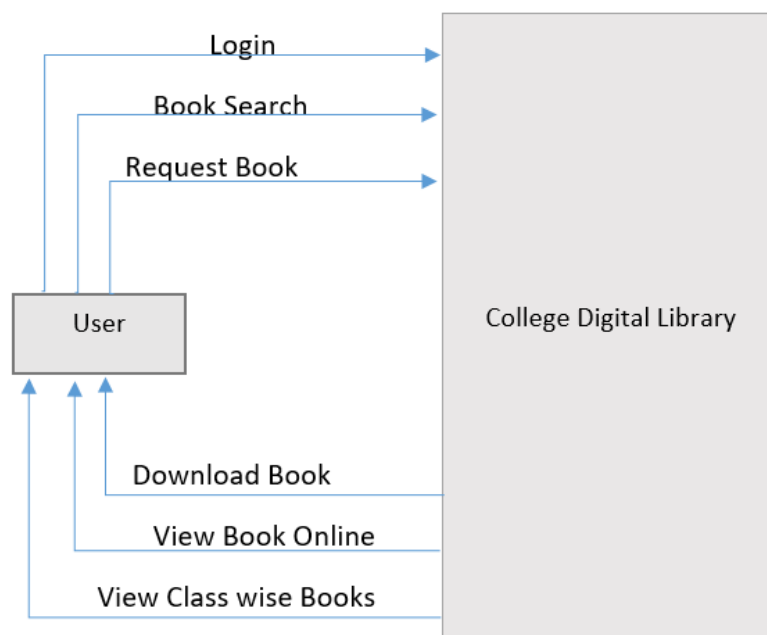 Login
Book Search
Request Book
User
College Digital Library
Download Book
View Book Online
View Class wise Books